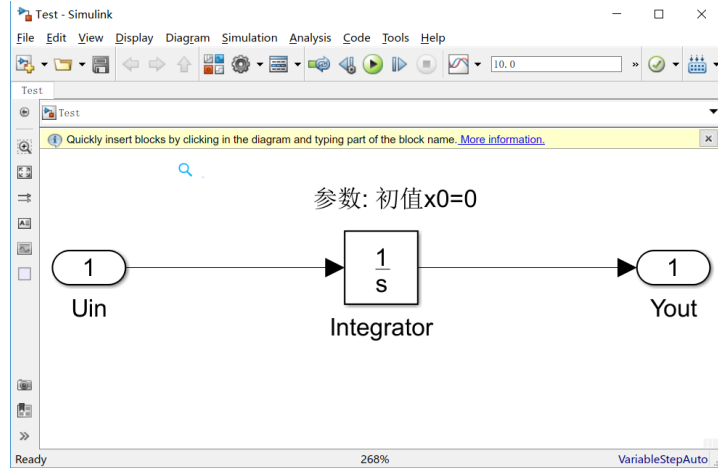 Test - Simulink
File Edit View Display Diagram Simulation Analysis Code Tools Help
10.0 »
Test
Test
Quickly insert blocks by clicking in the diagram and typing part of the block name. More information.
参数: 初值x0=0
1
1
s
1
Uin
Integrator
Yout
»
Ready 268% VariableStepAuto